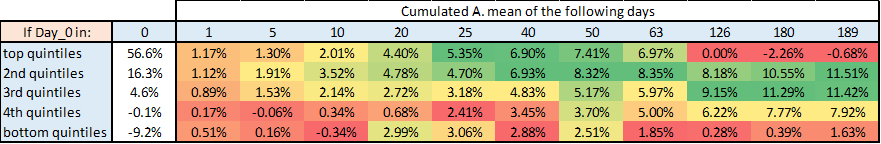 Cumulated A. mean of the following days
If Day_0 in: 0 1 5 10 20 25 40 50 63 126 180 189
top quintiles 56.6% 1.17% 1.30% 2.01% 4.40% 5.35% 6.90% 7.41% 6.97% 0.00% -2.26% -0.68%
2nd quintiles 16.3% 1.12% 1.91% 3.52% 4.78% 4.70% 6.93% 8.32% 8.35% 8.18% 10.55% 11.51%
3rd quintiles 4.6% 0.89% 1.53% 2.14% 2.72% 3.18% 4.83% 5.17% 5.97% 9.15% 11.29% 11.42%
4th quintiles -0.1% 0.17% -0.06% 0.34% 0.68% 2.41% 3.45% 3.70% 5.00% 6.22% 7.77% 7.92%
bottom quintiles -9.2% 0.51% 0.16% -0.34% 2.99% 3.06% 2.88% 2.51% 1.85% 0.28% 0.39% 1.63%